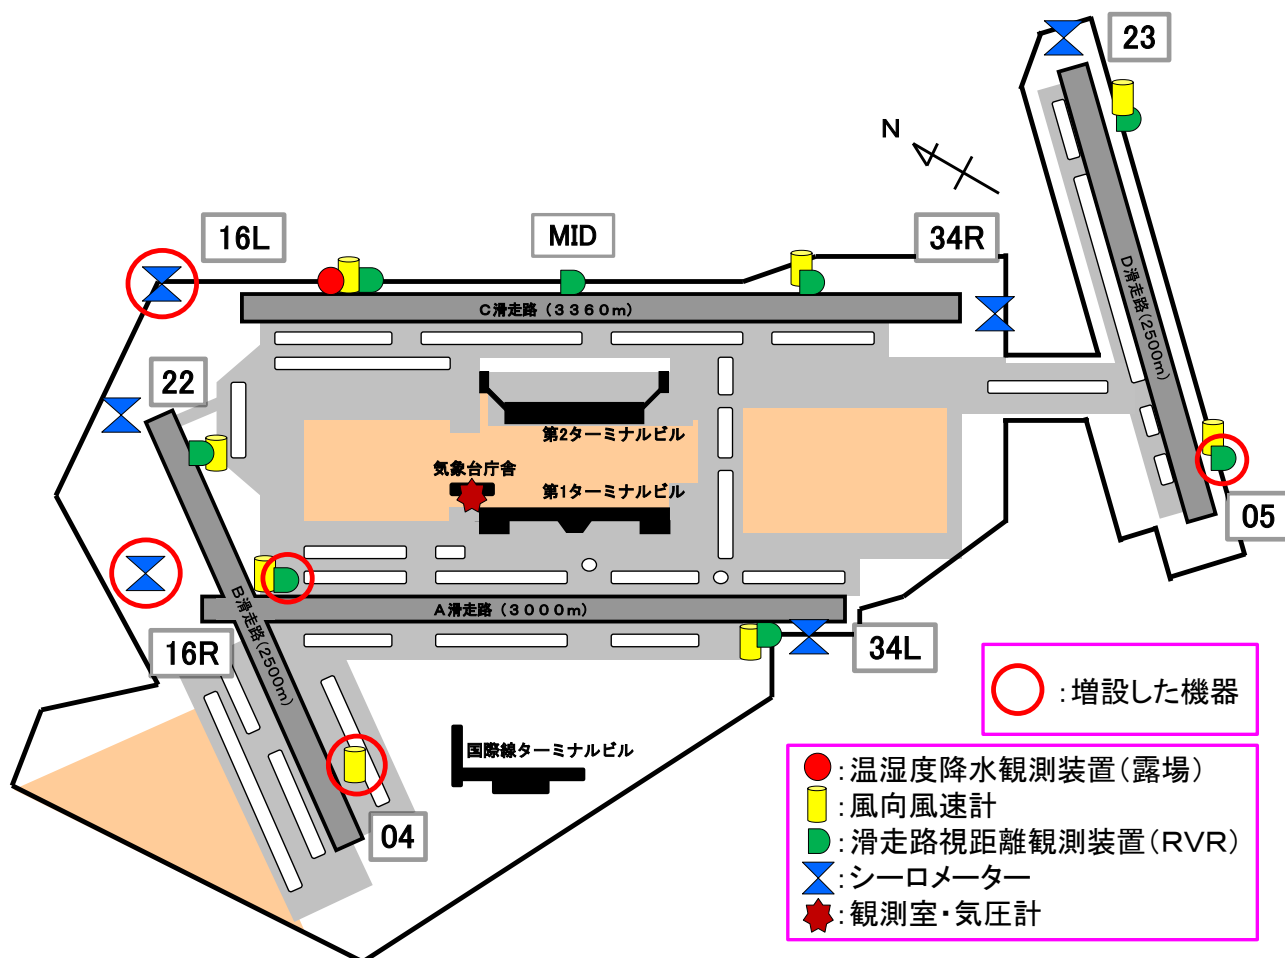 23
N
16L
MID
34R
D滑走路(2500m)
C滑走路(3360m)
22
第2ターミナルビル
気象台庁舎
第1ターミナルビル
05
B滑走路(2500m)
A滑走路(3000m)
16R
34L
:増設した機器
国際線ターミナルビル
04
:温湿度降水観測装置(露場)
:風向風速計
:滑走路視距離観測装置(RVR)
:シーロメーター
:観測室・気圧計